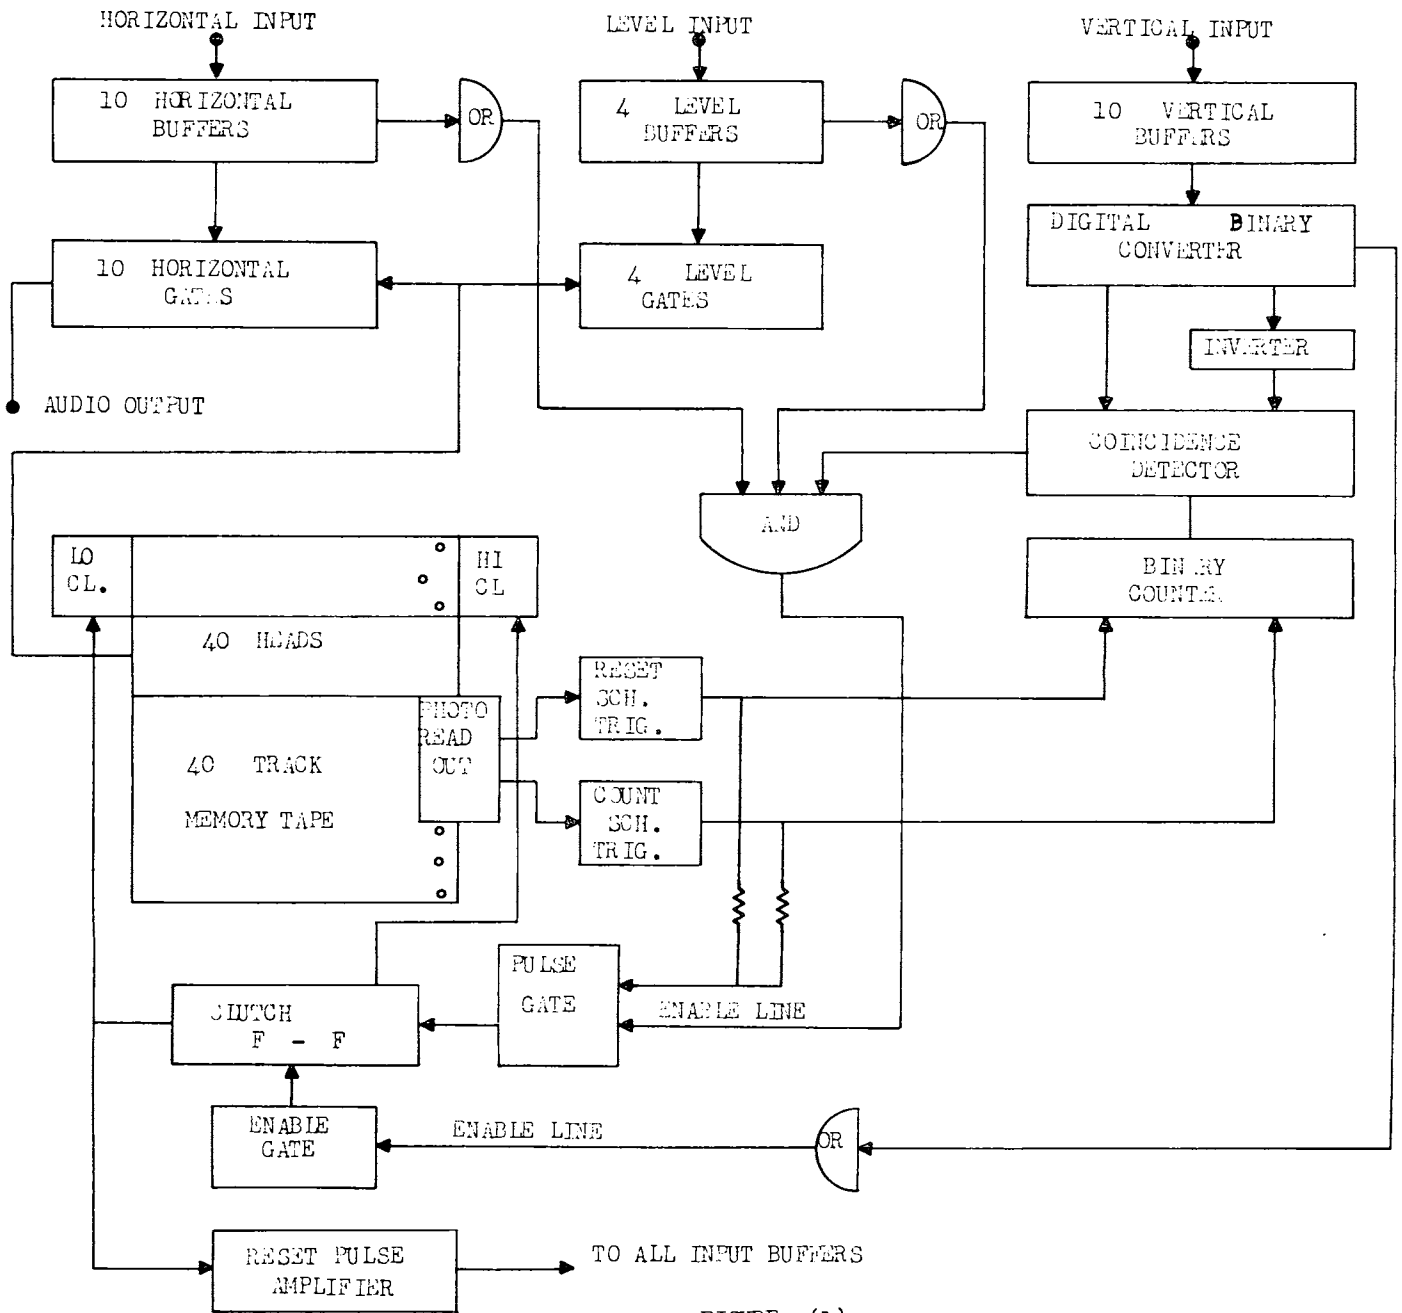 HORIZONTAL INPUT
LEVEL INPUT
VERTICAL INPUT
10 HORIZONTAL
BUFFERS
OR
4 LEVEL
BUFFERS
OR
10 VERTICAL
BUFFERS
DIGITAL BINARY
CONVERTER
10 HORIZONTAL
GATES
4 LEVEL
GATES
INVERTER
AUDIO OUTPUT
COINCIDENCE
DETECTOR
AND
LO
CL.
HI
CL
BINARY
COUNTER
40 HEADS
RESET
SCH.
TRIG.
PHOTO
READ
OUT
40 TRACK
MEMORY TAPE
COUNT
SCH.
TRIG.
PULSE
GATE
ENABLE LINE
CLUTCH
F - F
ENABLE
GATE
ENABLE LINE
OR
RESET PULSE
AMPLIFIER
TO ALL INPUT BUFFERS